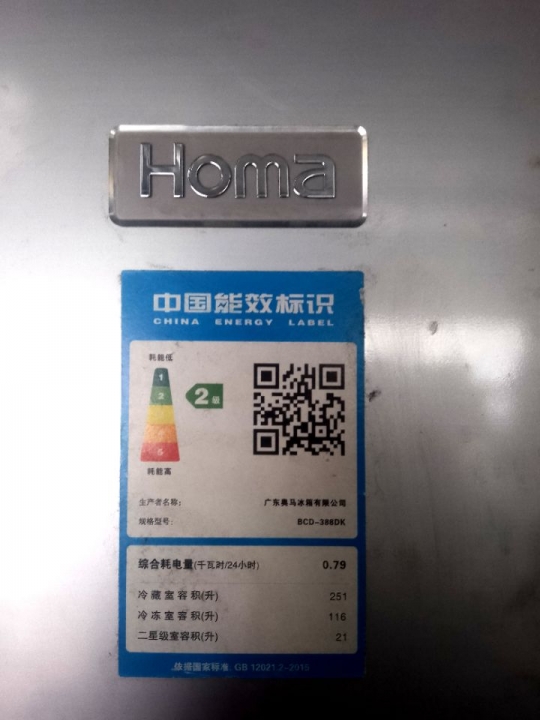 Homa
中国能效标识
CHINA ENERGY LABEL
耗能低
1
2
2级
5
耗能高
生产者名称: 广东奥马冰箱有限公司
规格型号: BCD-388DK
综合耗电量(千瓦时/24小时) 0.79
冷藏室容积(升) 251
冷冻室容积(升) 116
二星级室容积(升) 21
依据国家标准 GB 12021.2-2015